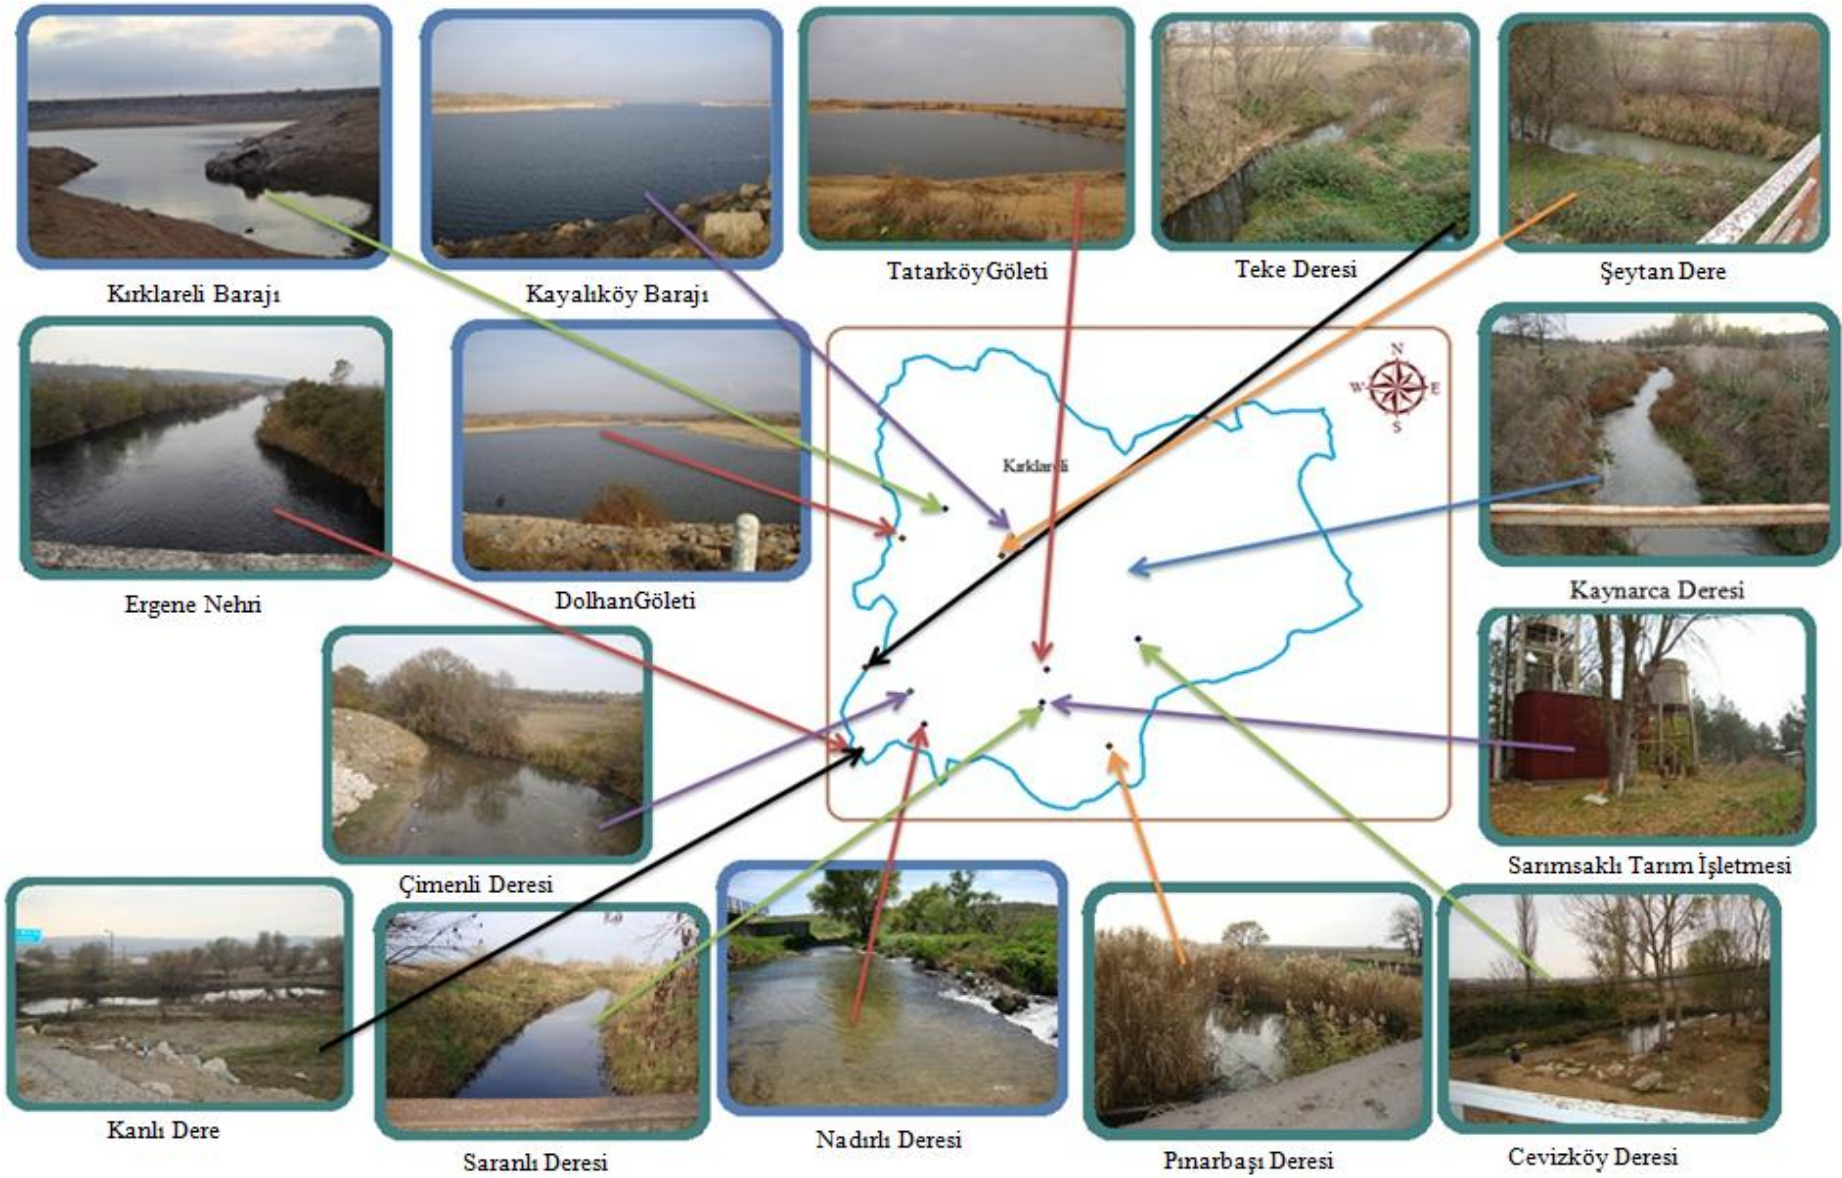 TatarköyGöleti
Teke Deresi
Şeytan Dere
Kırklareli Barajı
Kayalıköy Barajı
N
W
E
S
Kırklareli
Ergene Nehri
DolhanGöleti
Kaynarca Deresi
Sarımsaklı Tarım İşletmesi
Çimenli Deresi
Kanlı Dere
Saranlı Deresi
Nadırlı Deresi
Pınarbaşı Deresi
Cevizköy Deresi